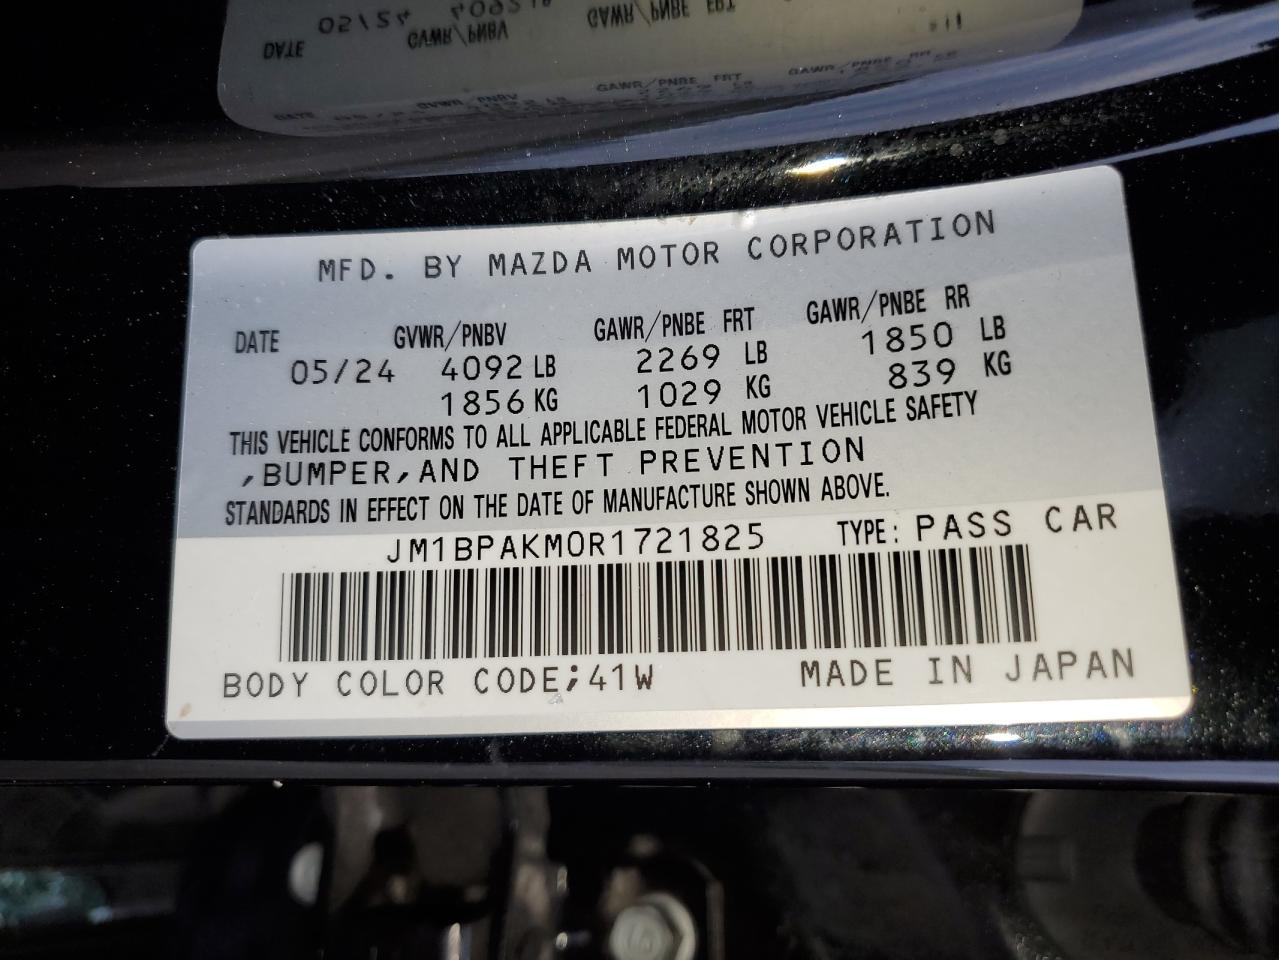 MFD. BY MAZDA MOTOR CORPORATION
DATE GVWR/PNBV GAWR/PNBE FRT GAWR/PNBE RR
05/24 4092 LB 2269 LB 1850 LB
1856 KG 1029 KG 839 KG
THIS VEHICLE CONFORMS TO ALL APPLICABLE FEDERAL MOTOR VEHICLE SAFETY
,BUMPER,AND THEFT PREVENTION
STANDARDS IN EFFECT ON THE DATE OF MANUFACTURE SHOWN ABOVE.
JM1BPAKM0R1721825 TYPE: PASS CAR
BODY COLOR CODE;41W MADE IN JAPAN